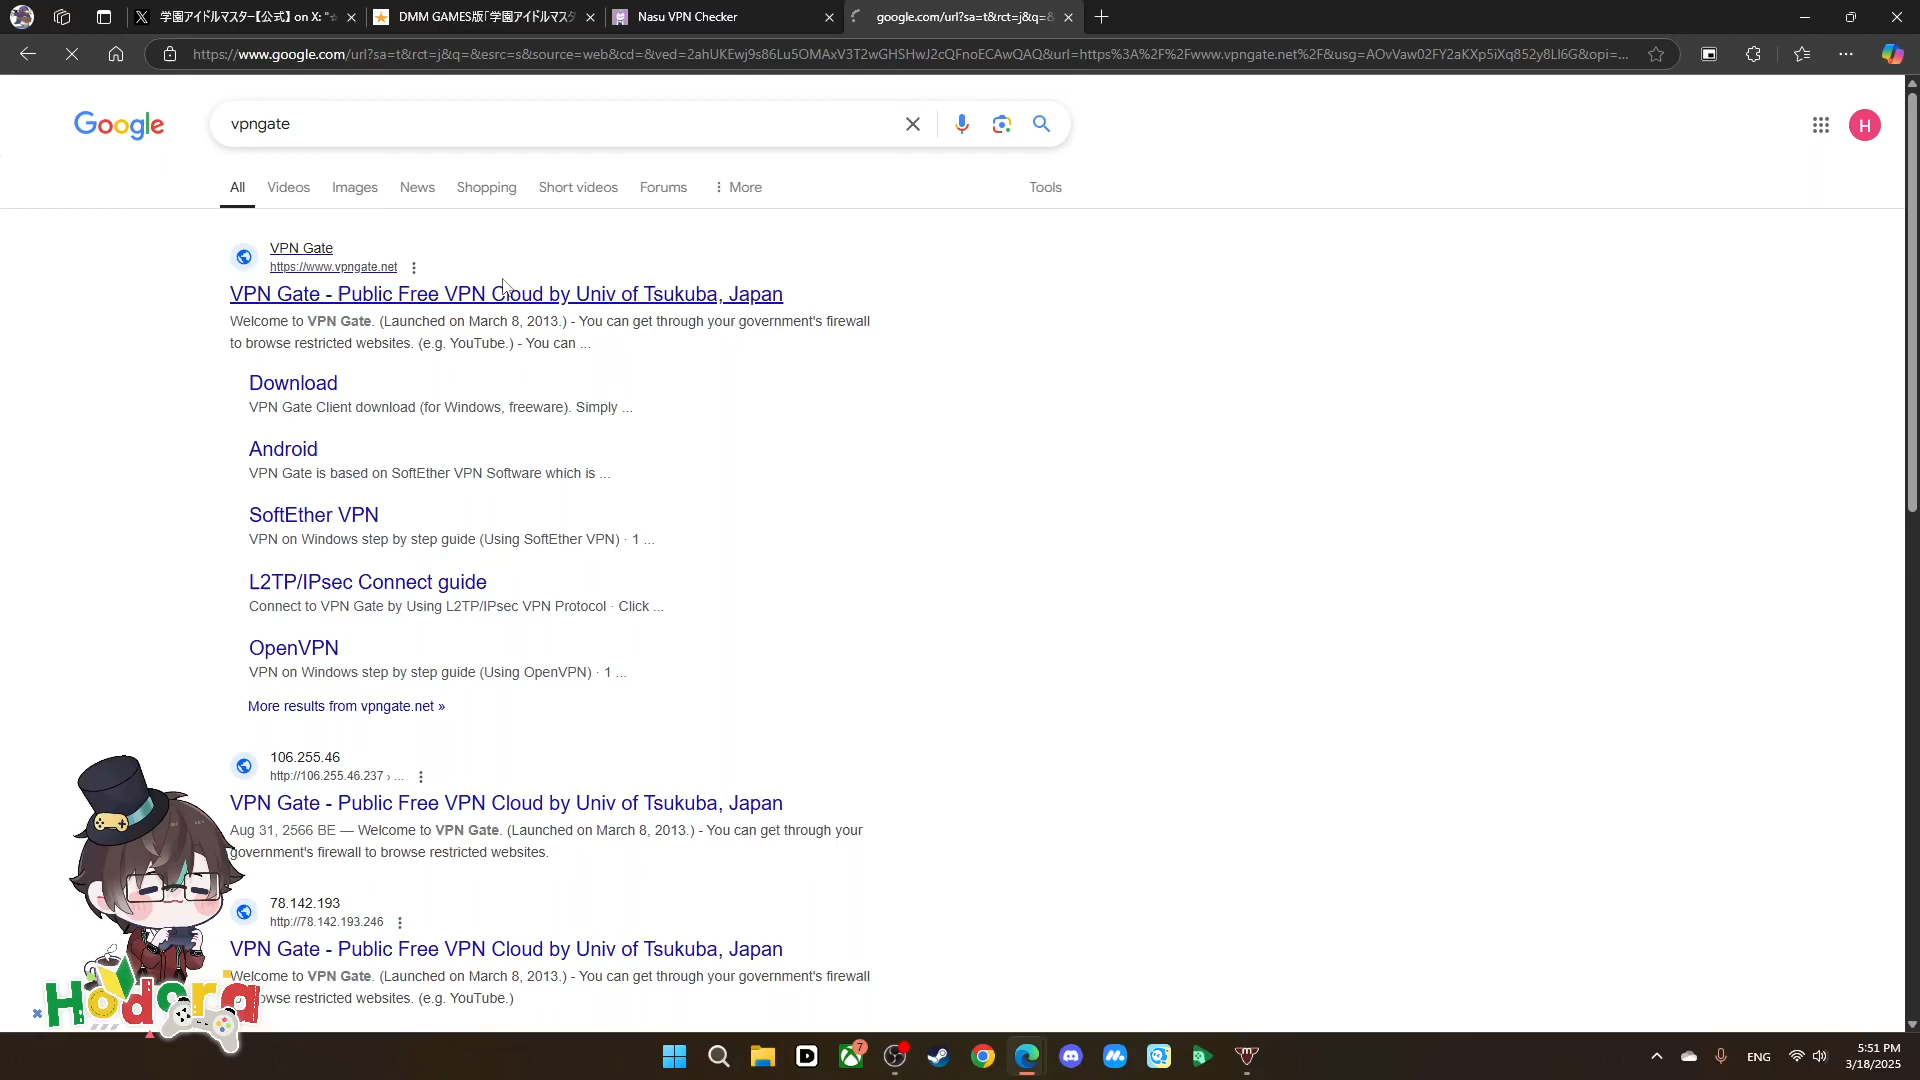 学園アイドルマスター【公式】 on X: "☆
DMM GAMES版「学園アイドルマスタ
Nasu VPN Checker
google.com/url?sa=t&rct=j&q=&
https://www.google.com/url?sa=t&rct=j&q=&esrc=s&source=web&cd=&ved=2ahUKEwj9s86Lu5OMAxV3T2wGHSHwJ2cQFnoECAwQAQ&url=https%3A%2F%2Fwww.vpngate.net%2F&usg=AOvVaw02FY2aKXp5iXq852y8LI6G&opi=...
Google
vpngate
H
All
Videos
Images
News
Shopping
Short videos
Forums
More
Tools
VPN Gate
https://www.vpngate.net
VPN Gate - Public Free VPN Cloud by Univ of Tsukuba, Japan
Welcome to VPN Gate. (Launched on March 8, 2013.) - You can get through your government's firewall
to browse restricted websites. (e.g. YouTube.) - You can ...
Download
VPN Gate Client download (for Windows, freeware). Simply ...
Android
VPN Gate is based on SoftEther VPN Software which is ...
SoftEther VPN
VPN on Windows step by step guide (Using SoftEther VPN) · 1 ...
L2TP/IPsec Connect guide
Connect to VPN Gate by Using L2TP/IPsec VPN Protocol · Click ...
OpenVPN
VPN on Windows step by step guide (Using OpenVPN) · 1 ...
More results from vpngate.net »
106.255.46
http://106.255.46.237 › ...
VPN Gate - Public Free VPN Cloud by Univ of Tsukuba, Japan
Aug 31, 2566 BE — Welcome to VPN Gate. (Launched on March 8, 2013.) - You can get through your
government's firewall to browse restricted websites.
78.142.193
http://78.142.193.246
VPN Gate - Public Free VPN Cloud by Univ of Tsukuba, Japan
Welcome to VPN Gate. (Launched on March 8, 2013.) - You can get through your government's firewall
owse restricted websites. (e.g. YouTube.)
Hodora
7
ENG
5:51 PM
3/18/2025